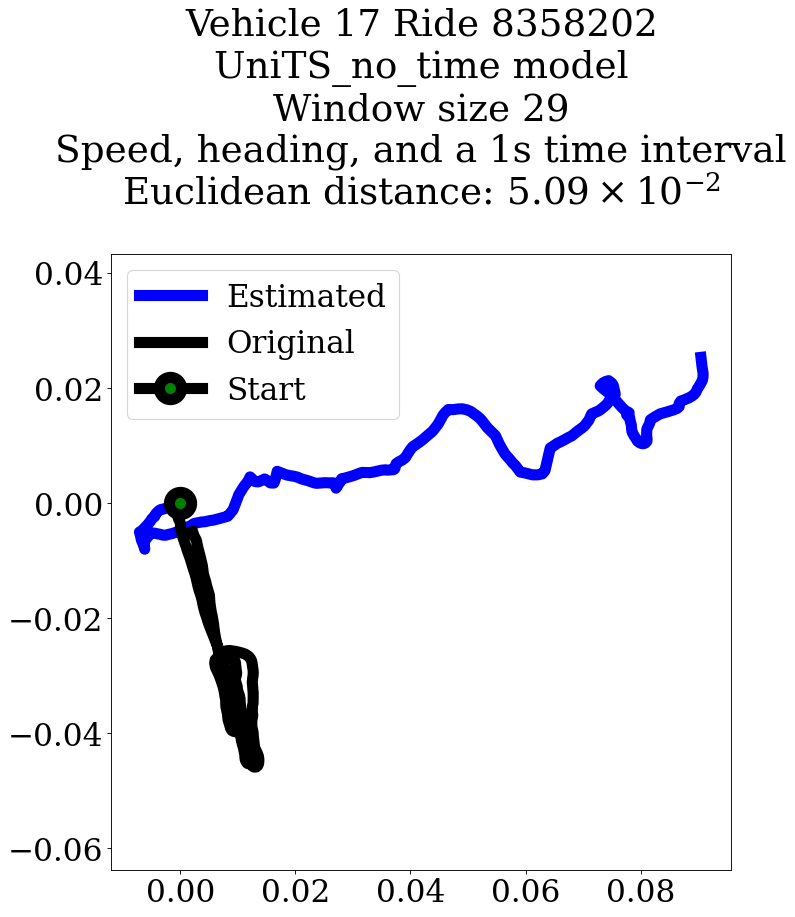 Vehicle 17 Ride 8358202
UniTS_no_time model
Window size 29
Speed, heading, and a 1s time interval
Euclidean distance: 5.09 × 10⁻²
0.04
0.02
0.00
−0.02
−0.04
−0.06
Estimated
Original
Start
0.00 0.02 0.04 0.06 0.08